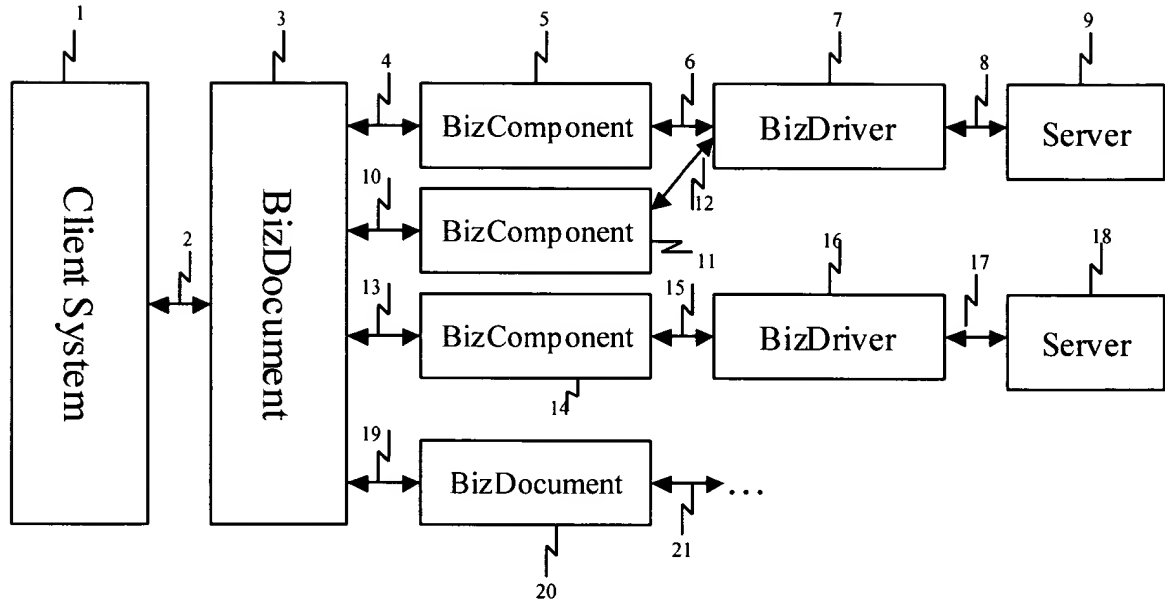 1
3
5
7
9
4
6
8
BizComponent
BizDriver
Server
10
12
BizComponent
11
Client System
2
BizDocument
16
18
13
15
17
BizComponent
BizDriver
Server
14
19
BizDocument
...
21
20